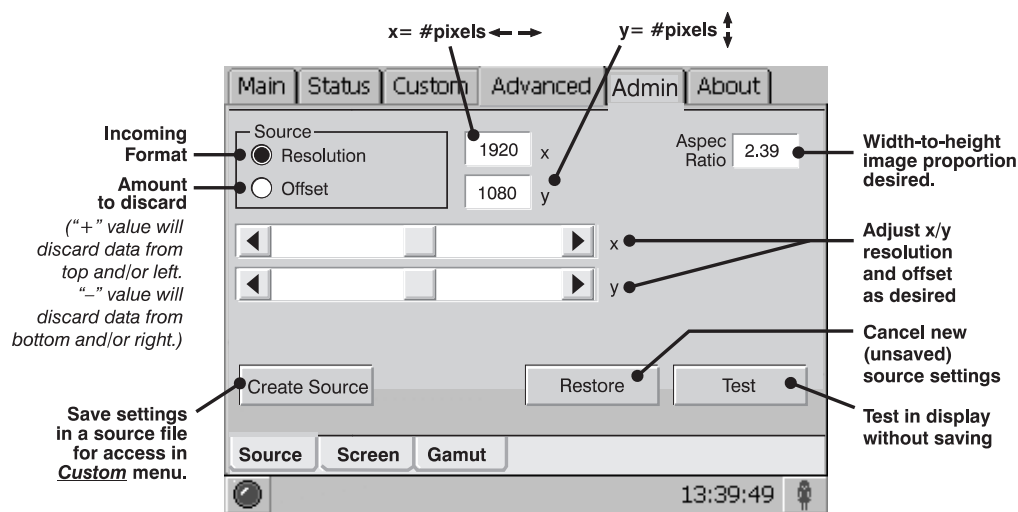 x= #pixels
y= #pixels
Main Status Custom Advanced Admin About
Incoming
Format
Source
Resolution
Offset
1920 x
1080 y
Aspec
Ratio
2.39
Width-to-height
image proportion
desired.
Amount
to discard
("+" value will
discard data from
top and/or left.
"–" value will
discard data from
bottom and/or right.)
x
y
Adjust x/y
resolution
and offset
as desired
Cancel new
(unsaved)
source settings
Create Source
Restore
Test
Save settings
in a source file
for access in
Custom menu.
Test in display
without saving
Source Screen Gamut
13:39:49